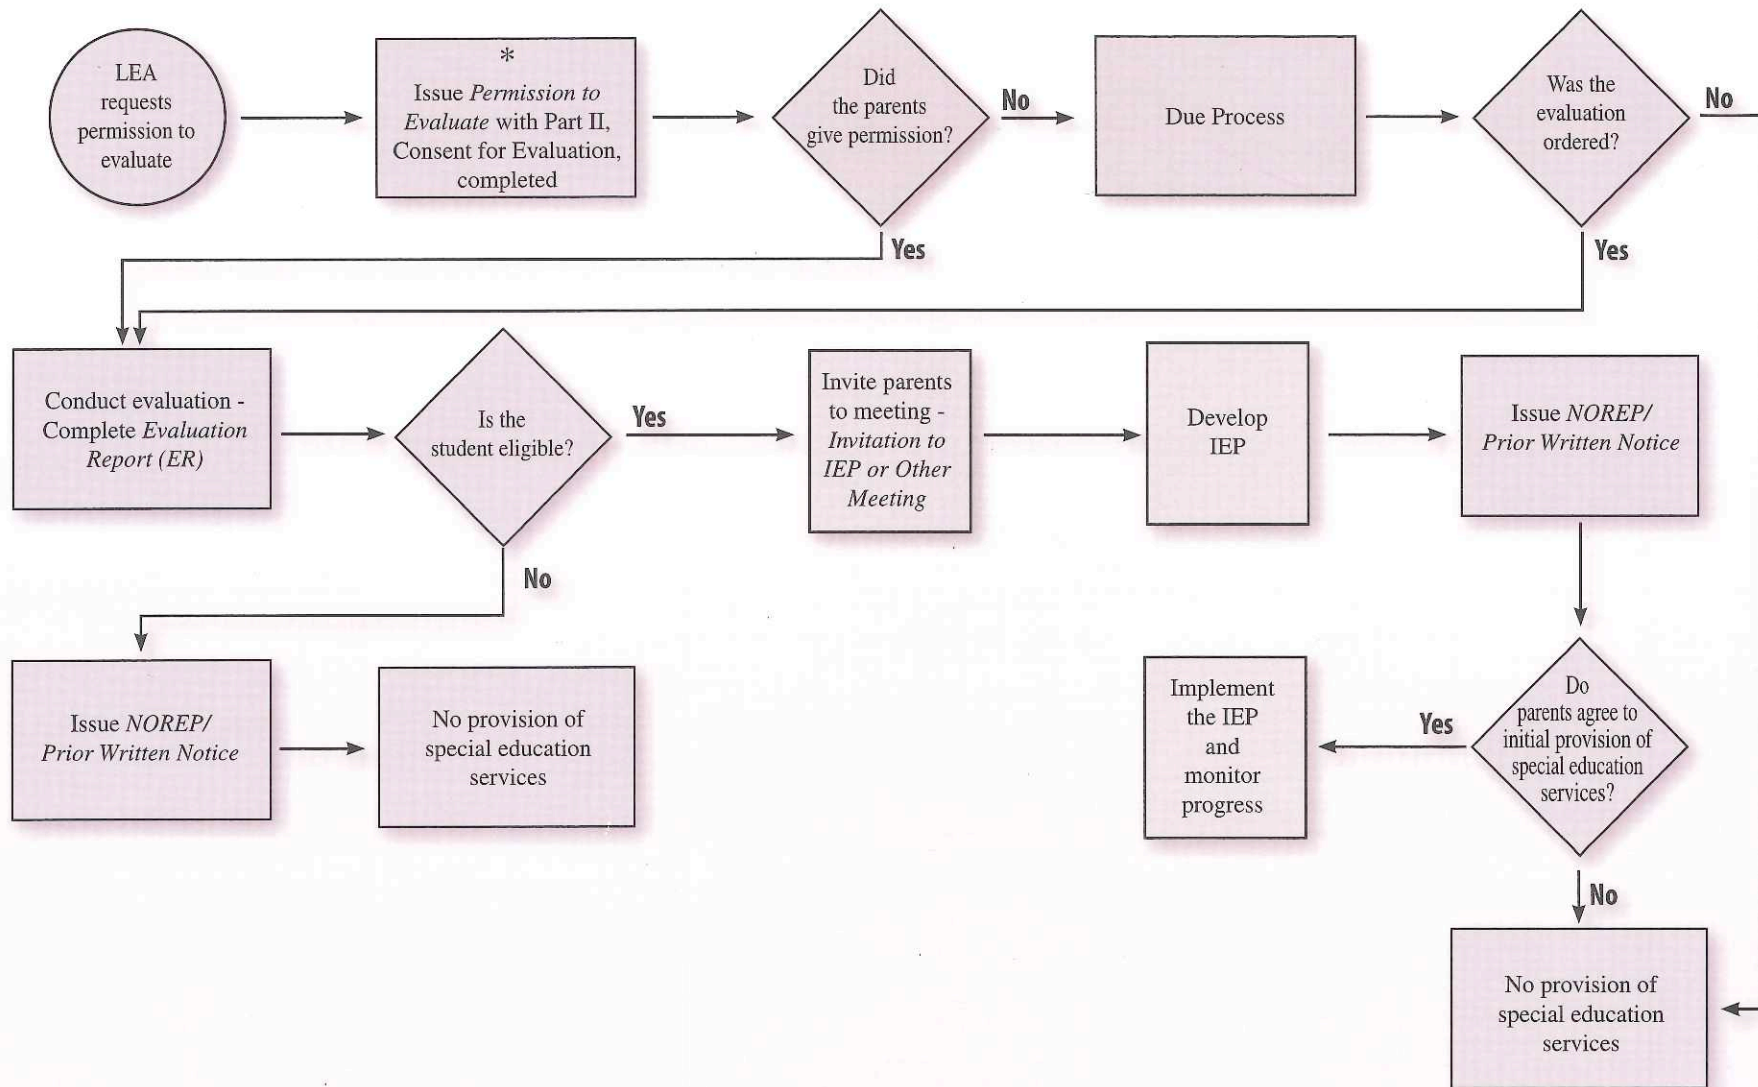 LEA
requests
permission to
evaluate
*
Issue Permission to
Evaluate with Part II,
Consent for Evaluation,
completed
Did
the parents
give permission?
No
Due Process
Was the
evaluation
ordered?
No
Yes
Yes
Conduct evaluation -
Complete Evaluation
Report (ER)
Is the
student eligible?
Yes
Invite parents
to meeting -
Invitation to
IEP or Other
Meeting
Develop
IEP
Issue NOREP/
Prior Written Notice
No
Issue NOREP/
Prior Written Notice
No provision of
special education
services
Implement
the IEP
and
monitor
progress
Yes
Do
parents agree to
initial provision of
special education
services?
No
No provision of
special education
services